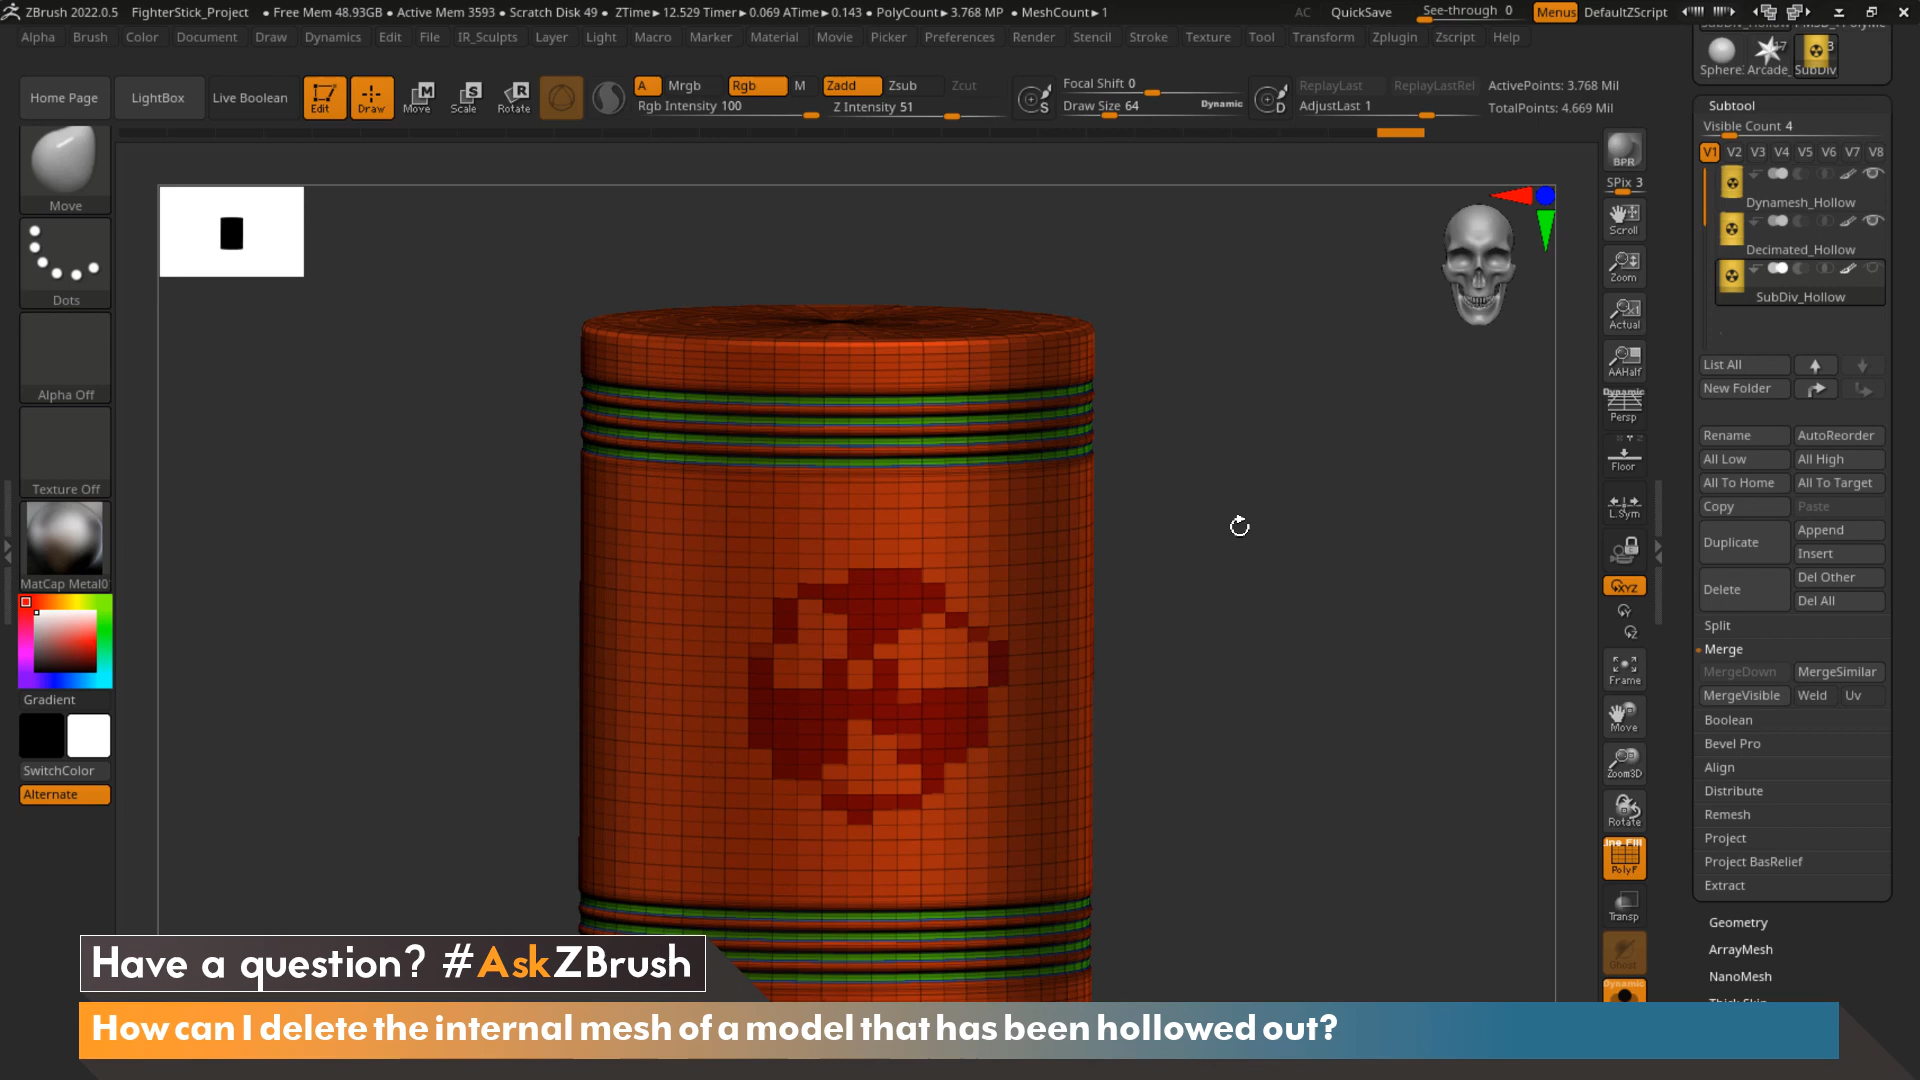 ZBrush 2022.0.5 FighterStick_Project • Free Mem 48.93GB • Active Mem 3593 • Scratch Disk 49 • ZTime▸12.529 Timer▸0.069 ATime▸0.143 • PolyCount▸3.768 MP • MeshCount▸1 AC QuickSave See-through 0 Menus DefaultZScript
Alpha Brush Color Document Draw Dynamics Edit File IR_Sculpts Layer Light Macro Marker Material Movie Picker Preferences Render Stencil Stroke Texture Tool Transform Zplugin Zscript Help
Home Page
LightBox
Live Boolean
Edit
Draw
Move
Scale
Rotate
A Mrgb Rgb M Zadd Zsub Zcut
Rgb Intensity 100 Z Intensity 51
S
Focal Shift 0
Draw Size 64 Dynamic
D
ReplayLast ReplayLastRel
AdjustLast 1
ActivePoints: 3.768 Mil
TotalPoints: 4.669 Mil
Move
Dots
Alpha Off
Texture Off
MatCap Metal0
Gradient
SwitchColor
Alternate
BPR
SPix 3
Scroll
Zoom
Actual
AAHalf
Dynamic
Persp
Floor
L.Sym
XYZ
Y
Z
Frame
Move
Zoom3D
Rotate
Line Fill
PolyF
Transp
Ghost
Dynamic
17
3
Sphere: Arcade_ SubDiv
Subtool
Visible Count 4
V1 V2 V3 V4 V5 V6 V7 V8
Dynamesh_Hollow
Decimated_Hollow
SubDiv_Hollow
List All
New Folder
Rename AutoReorder
All Low All High
All To Home All To Target
Copy Paste
Duplicate Append
Insert
Delete Del Other
Del All
Split
Merge
MergeDown MergeSimilar
MergeVisible Weld Uv
Boolean
Bevel Pro
Align
Distribute
Remesh
Project
Project BasRelief
Extract
Geometry
ArrayMesh
NanoMesh
Have a question? #AskZBrush
How can I delete the internal mesh of a model that has been hollowed out?